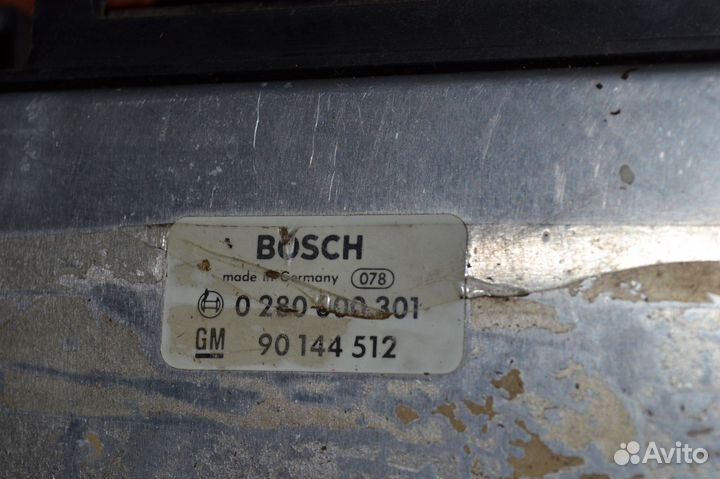 BOSCH
made in Germany 078
0 280 000 301
GM 90 144 512
Avito